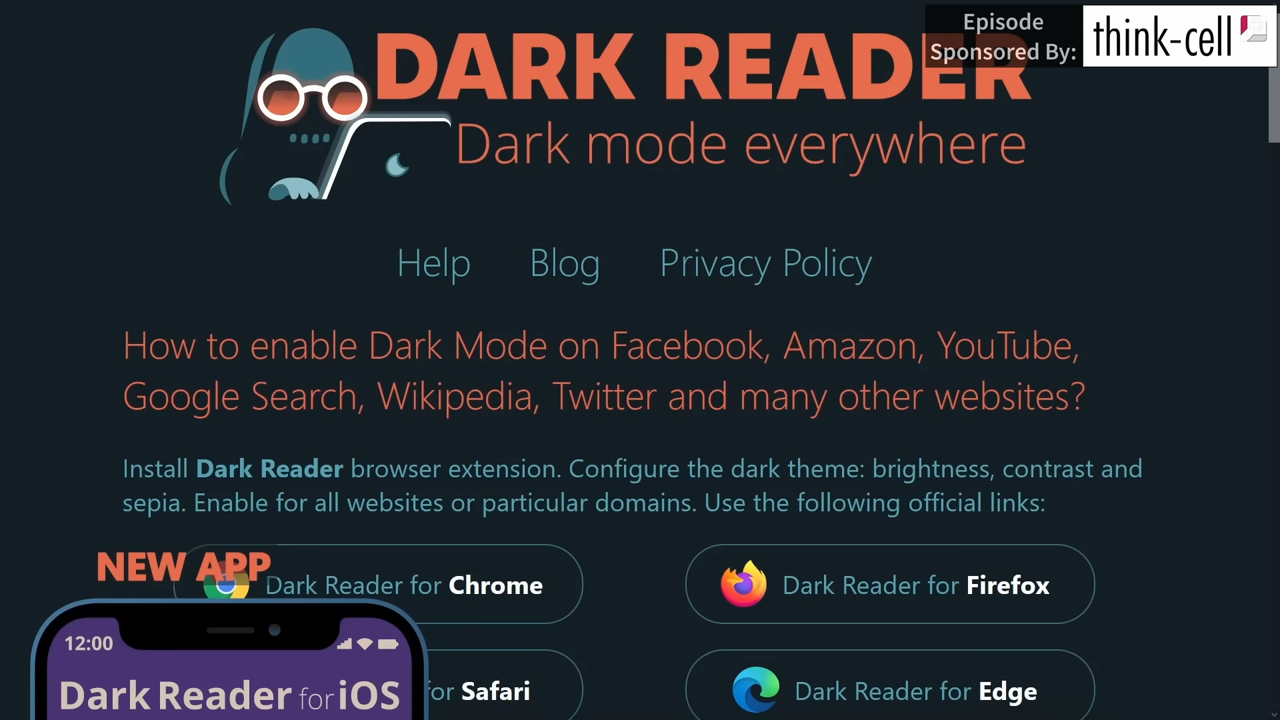 Episode
Sponsored By:
think-cell
DARK READER
Dark mode everywhere
Help
Blog
Privacy Policy
How to enable Dark Mode on Facebook, Amazon, YouTube,
Google Search, Wikipedia, Twitter and many other websites?
Install Dark Reader browser extension. Configure the dark theme: brightness, contrast and
sepia. Enable for all websites or particular domains. Use the following official links:
NEW APP
Dark Reader for Chrome
Dark Reader for Firefox
12:00
Dark Reader for iOS
for Safari
Dark Reader for Edge